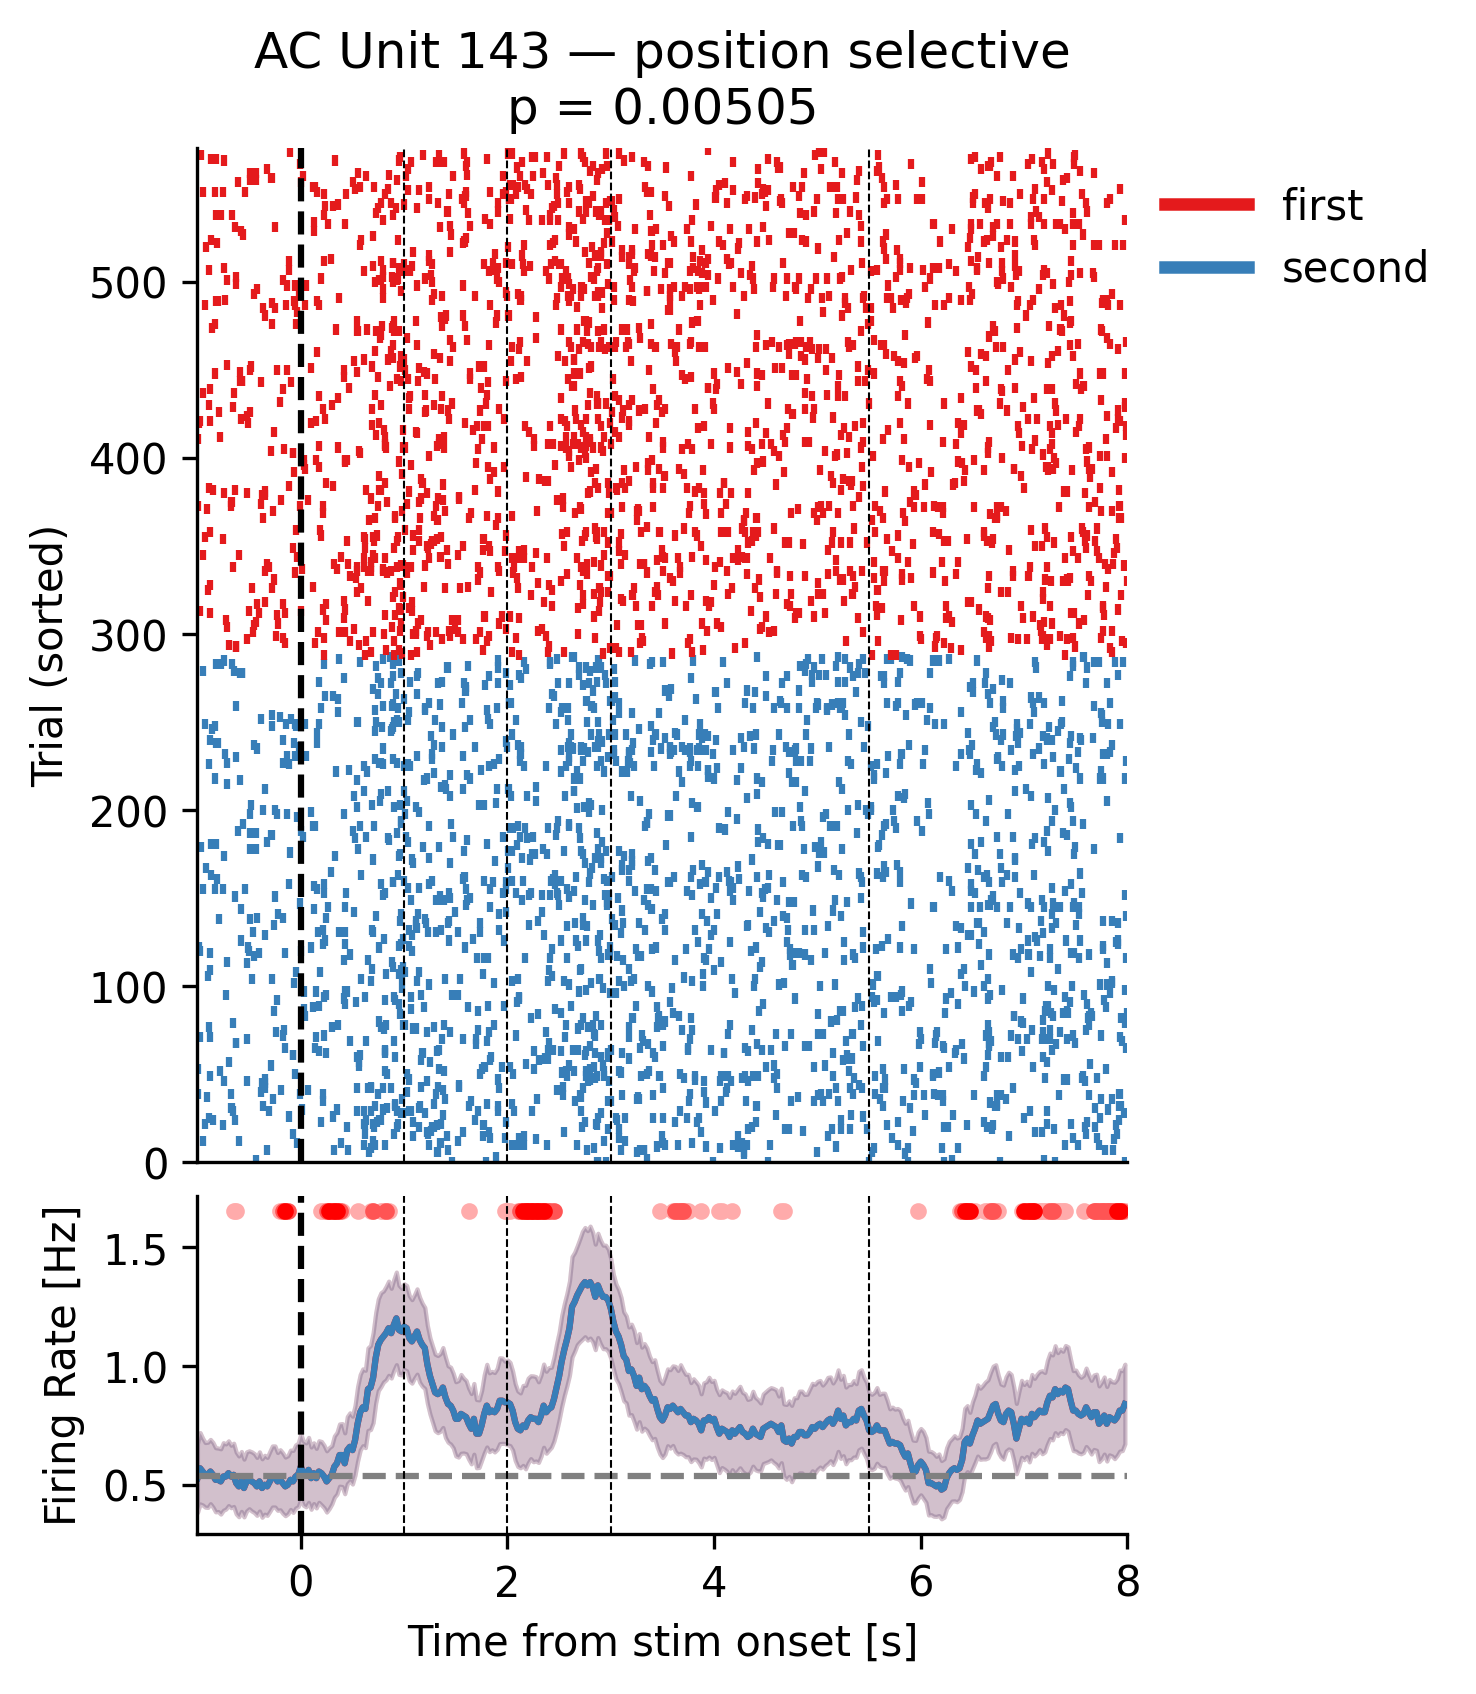 AC Unit 143 — position selective
p = 0.00505
first
second
Trial (sorted)
500
400
300
200
100
0
Firing Rate [Hz]
1.5
1.0
0.5
0 2 4 6 8
Time from stim onset [s]